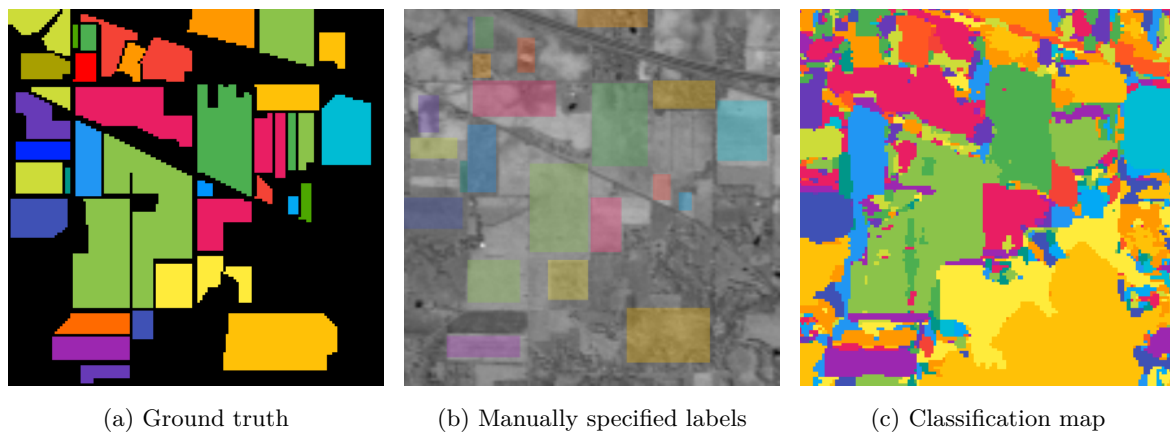 (a) Ground truth
(b) Manually specified labels
(c) Classification map